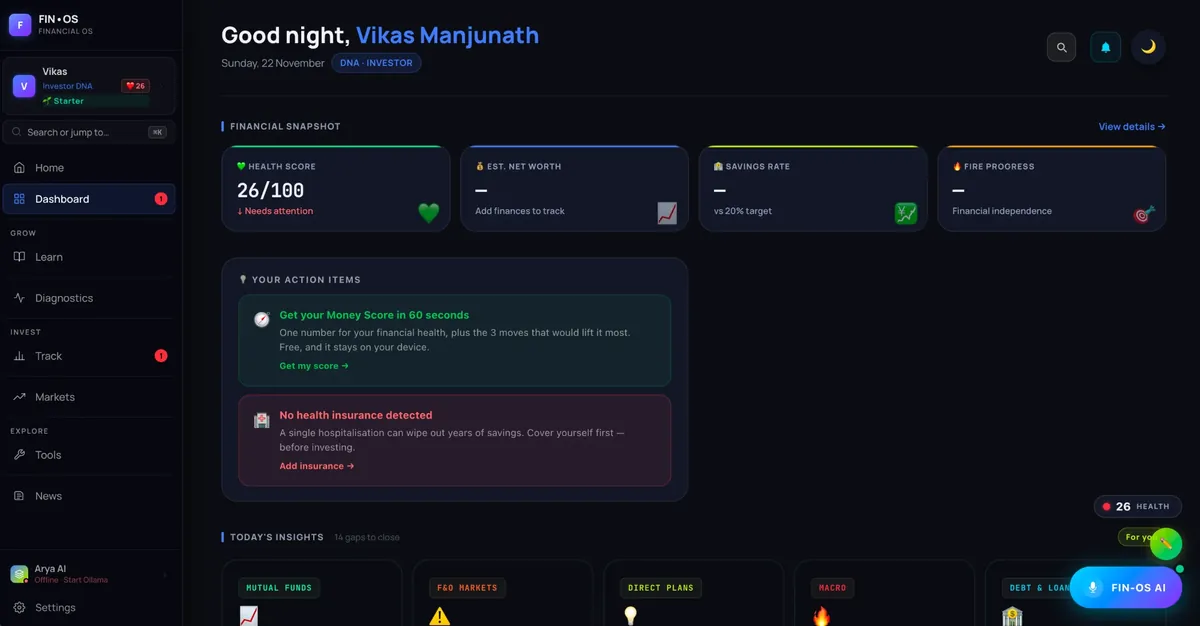 F
FIN•OS
FINANCIAL OS
V
Vikas
Investor DNA
26
Starter
Search or jump to...
⌘K
Home
Dashboard
1
GROW
Learn
Diagnostics
INVEST
Track
1
Markets
EXPLORE
Tools
News
Arya AI
Offline · Start Ollama
Settings
Good night, Vikas Manjunath
Sunday, 22 November
DNA · INVESTOR
FINANCIAL SNAPSHOT
View details →
HEALTH SCORE
26/100
↓ Needs attention
EST. NET WORTH
—
Add finances to track
SAVINGS RATE
—
vs 20% target
FIRE PROGRESS
—
Financial independence
YOUR ACTION ITEMS
Get your Money Score in 60 seconds
One number for your financial health, plus the 3 moves that would lift it most.
Free, and it stays on your device.
Get my score →
No health insurance detected
A single hospitalisation can wipe out years of savings. Cover yourself first —
before investing.
Add insurance →
26 HEALTH
TODAY'S INSIGHTS
14 gaps to close
For you
MUTUAL FUNDS
F&O MARKETS
DIRECT PLANS
MACRO
DEBT & LOAN
FIN-OS AI